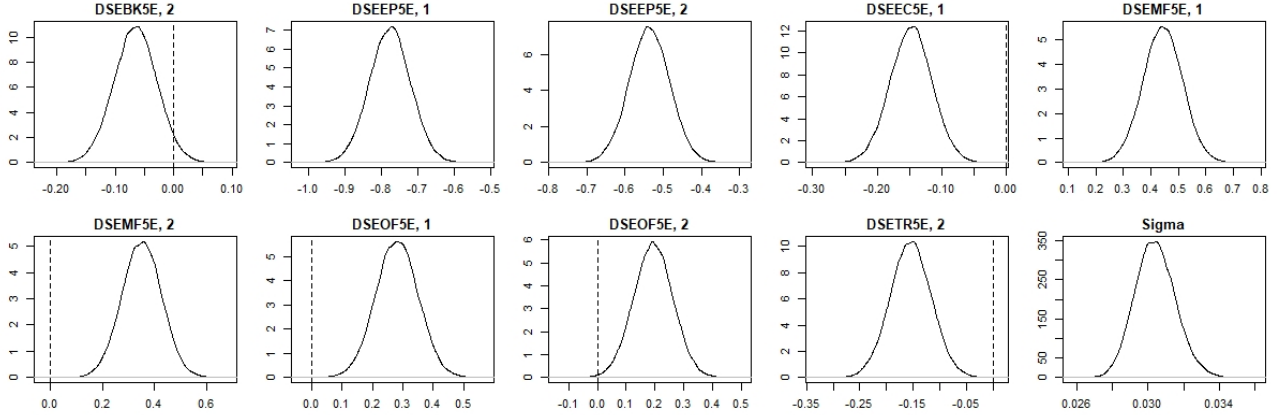 DSEBK5E, 2
0 2 4 6 8 10
-0.20 -0.10 0.00 0.10
DSEEP5E, 1
0 1 2 3 4 5 6 7
-1.0 -0.9 -0.8 -0.7 -0.6 -0.5
DSEEP5E, 2
0 2 4 6
-0.8 -0.7 -0.6 -0.5 -0.4 -0.3
DSEEC5E, 1
0 2 4 6 8 10 12
-0.30 -0.20 -0.10 0.00
DSEMF5E, 1
0 1 2 3 4 5
0.1 0.2 0.3 0.4 0.5 0.6 0.7 0.8
DSEMF5E, 2
0 1 2 3 4 5
0.0 0.2 0.4 0.6
DSEOF5E, 1
0 1 2 3 4 5
0.0 0.1 0.2 0.3 0.4 0.5
DSEOF5E, 2
0 1 2 3 4 5 6
-0.1 0.0 0.1 0.2 0.3 0.4 0.5
DSETR5E, 2
0 2 4 6 8 10
-0.35 -0.25 -0.15 -0.05
Sigma
0 50 150 250 350
0.026 0.030 0.034